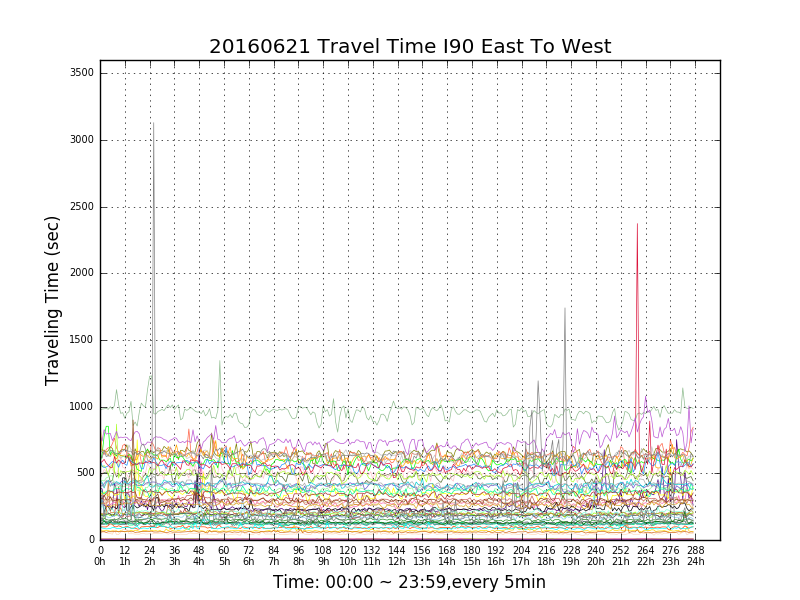 20160621 Travel Time I90 East To West
3500
3000
2500
2000
1500
1000
500
0
Traveling Time (sec)
0 12 24 36 48 60 72 84 96 108 120 132 144 156 168 180 192 204 216 228 240 252 264 276 288
0h 1h 2h 3h 4h 5h 6h 7h 8h 9h 10h 11h 12h 13h 14h 15h 16h 17h 18h 19h 20h 21h 22h 23h 24h
Time: 00:00 ~ 23:59,every 5min